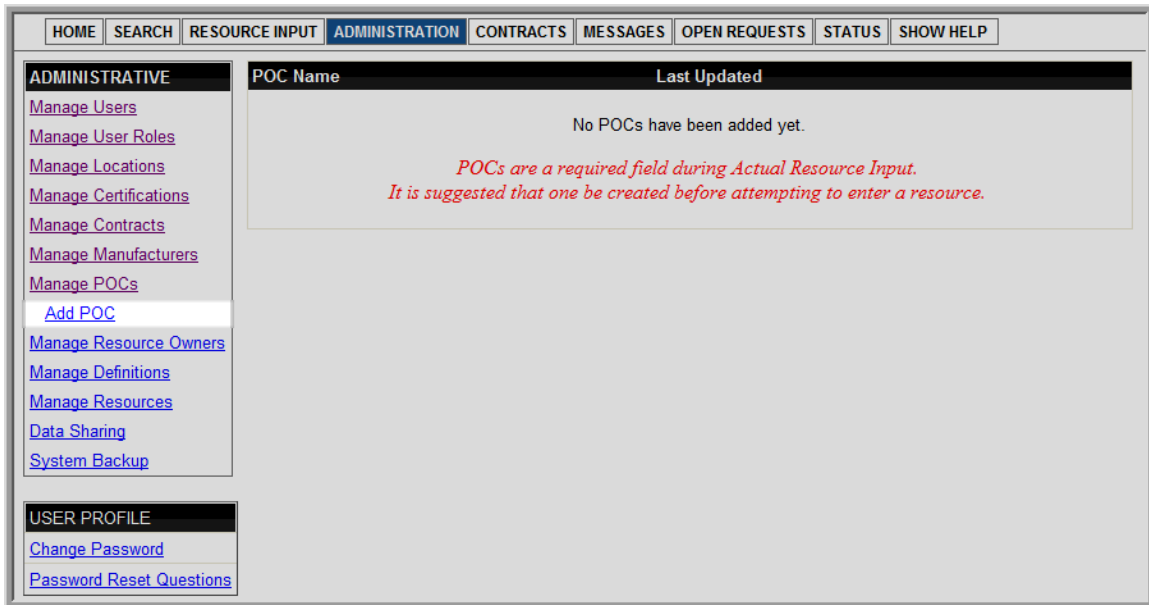 HOME SEARCH RESOURCE INPUT ADMINISTRATION CONTRACTS MESSAGES OPEN REQUESTS STATUS SHOW HELP
ADMINISTRATIVE
Manage Users
Manage User Roles
Manage Locations
Manage Certifications
Manage Contracts
Manage Manufacturers
Manage POCs
Add POC
Manage Resource Owners
Manage Definitions
Manage Resources
Data Sharing
System Backup
USER PROFILE
Change Password
Password Reset Questions
POC Name Last Updated
No POCs have been added yet.
POCs are a required field during Actual Resource Input.
It is suggested that one be created before attempting to enter a resource.